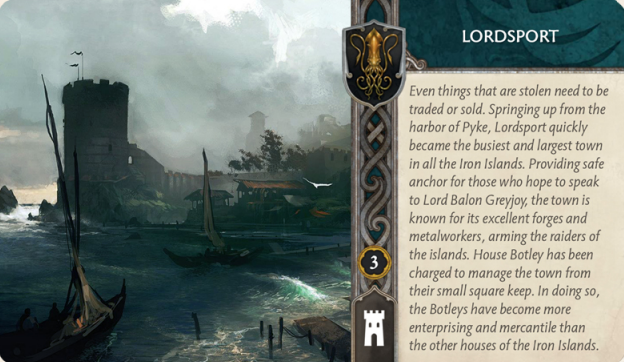 LORDSPORT
Even things that are stolen need to be
traded or sold. Springing up from the
harbor of Pyke, Lordsport quickly
became the busiest and largest town
in all the Iron Islands. Providing safe
anchor for those who hope to speak
to Lord Balon Greyjoy, the town is
known for its excellent forges and
metalworkers, arming the raiders of
the islands. House Botley has been
charged to manage the town from
their small square keep. In doing so,
the Botleys have become more
enterprising and mercantile than
the other houses of the Iron Islands.
3